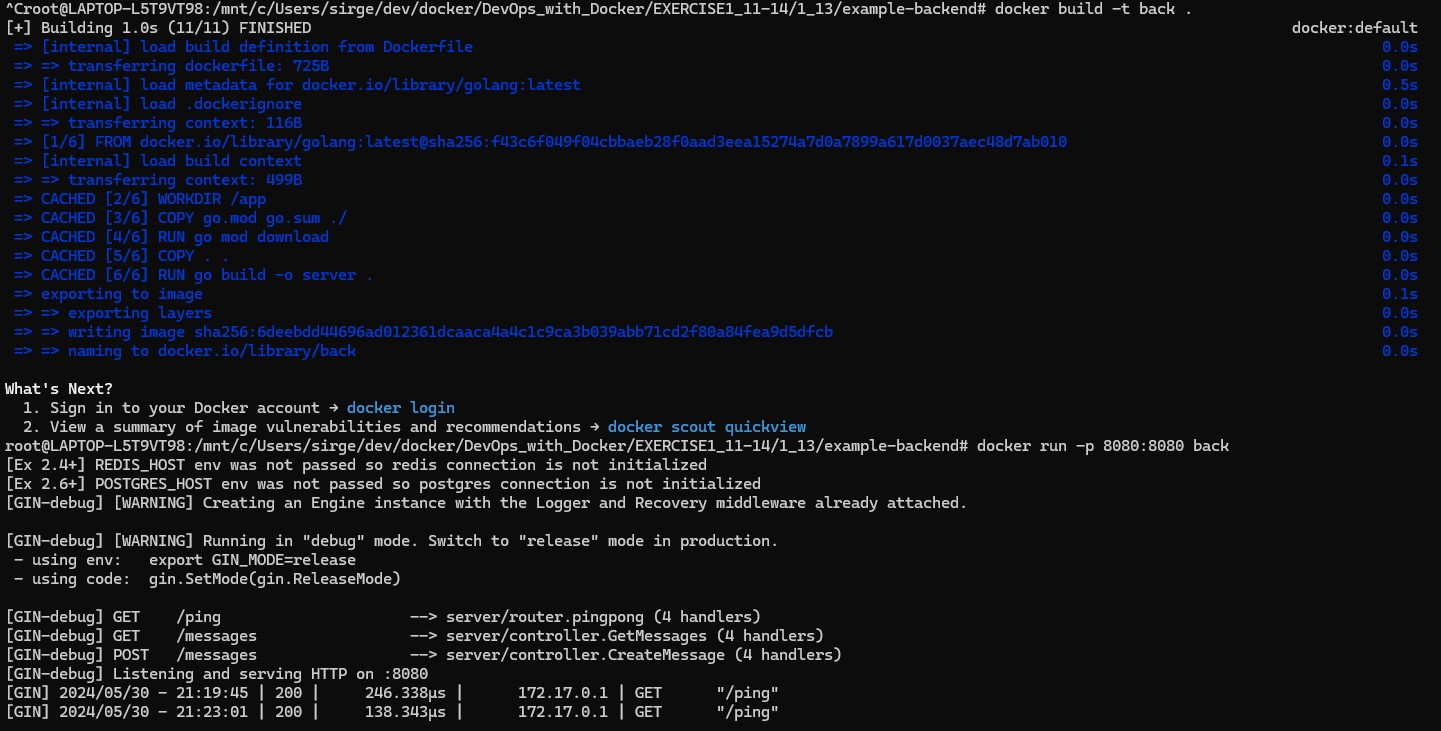 ^Croot@LAPTOP-L5T9VT98:/mnt/c/Users/sirge/dev/docker/DevOps_with_Docker/EXERCISE1_11-14/1_13/example-backend# docker build -t back .
[+] Building 1.0s (11/11) FINISHED docker:default
=> [internal] load build definition from Dockerfile 0.0s
=> => transferring dockerfile: 725B 0.0s
=> [internal] load metadata for docker.io/library/golang:latest 0.5s
=> [internal] load .dockerignore 0.0s
=> => transferring context: 116B 0.0s
=> [1/6] FROM docker.io/library/golang:latest@sha256:f43c6f049f04cbbaeb28f0aad3eea15274a7d0a7899a617d0037aec48d7ab010 0.0s
=> [internal] load build context 0.1s
=> => transferring context: 499B 0.0s
=> CACHED [2/6] WORKDIR /app 0.0s
=> CACHED [3/6] COPY go.mod go.sum ./ 0.0s
=> CACHED [4/6] RUN go mod download 0.0s
=> CACHED [5/6] COPY . . 0.0s
=> CACHED [6/6] RUN go build -o server . 0.0s
=> exporting to image 0.1s
=> => exporting layers 0.0s
=> => writing image sha256:6deebdd44696ad012361dcaaca4a4c1c9ca3b039abb71cd2f80a84fea9d5dfcb 0.0s
=> => naming to docker.io/library/back 0.0s
What's Next?
1. Sign in to your Docker account → docker login
2. View a summary of image vulnerabilities and recommendations → docker scout quickview
root@LAPTOP-L5T9VT98:/mnt/c/Users/sirge/dev/docker/DevOps_with_Docker/EXERCISE1_11-14/1_13/example-backend# docker run -p 8080:8080 back
[Ex 2.4+] REDIS_HOST env was not passed so redis connection is not initialized
[Ex 2.6+] POSTGRES_HOST env was not passed so postgres connection is not initialized
[GIN-debug] [WARNING] Creating an Engine instance with the Logger and Recovery middleware already attached.
[GIN-debug] [WARNING] Running in "debug" mode. Switch to "release" mode in production.
- using env: export GIN_MODE=release
- using code: gin.SetMode(gin.ReleaseMode)
[GIN-debug] GET /ping --> server/router.pingpong (4 handlers)
[GIN-debug] GET /messages --> server/controller.GetMessages (4 handlers)
[GIN-debug] POST /messages --> server/controller.CreateMessage (4 handlers)
[GIN-debug] Listening and serving HTTP on :8080
[GIN] 2024/05/30 - 21:19:45 | 200 | 246.338µs | 172.17.0.1 | GET "/ping"
[GIN] 2024/05/30 - 21:23:01 | 200 | 138.343µs | 172.17.0.1 | GET "/ping"